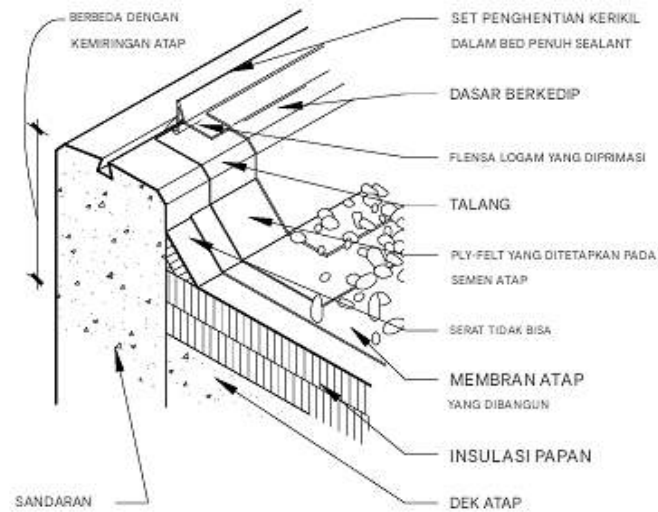 BERBEDA DENGAN
KEMIRINGAN ATAP
SET PENGHENTIAN KERIKIL
DALAM BED PENUH SEALANT
DASAR BERKEDIP
FLENSA LOGAM YANG DIPRIMASI
TALANG
PLY-FELT YANG DITETAPKAN PADA
SEMEN ATAP
SERAT TIDAK BISA
MEMBRAN ATAP
YANG DIBANGUN
INSULASI PAPAN
DEK ATAP
SANDARAN